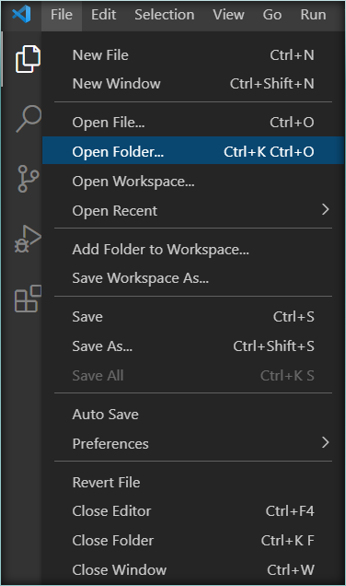 File Edit Selection View Go Run
New File Ctrl+N
New Window Ctrl+Shift+N
Open File... Ctrl+O
Open Folder... Ctrl+K Ctrl+O
Open Workspace...
Open Recent
Add Folder to Workspace...
Save Workspace As...
Save Ctrl+S
Save As... Ctrl+Shift+S
Save All Ctrl+K S
Auto Save
Preferences
Revert File
Close Editor Ctrl+F4
Close Folder Ctrl+K F
Close Window Ctrl+W